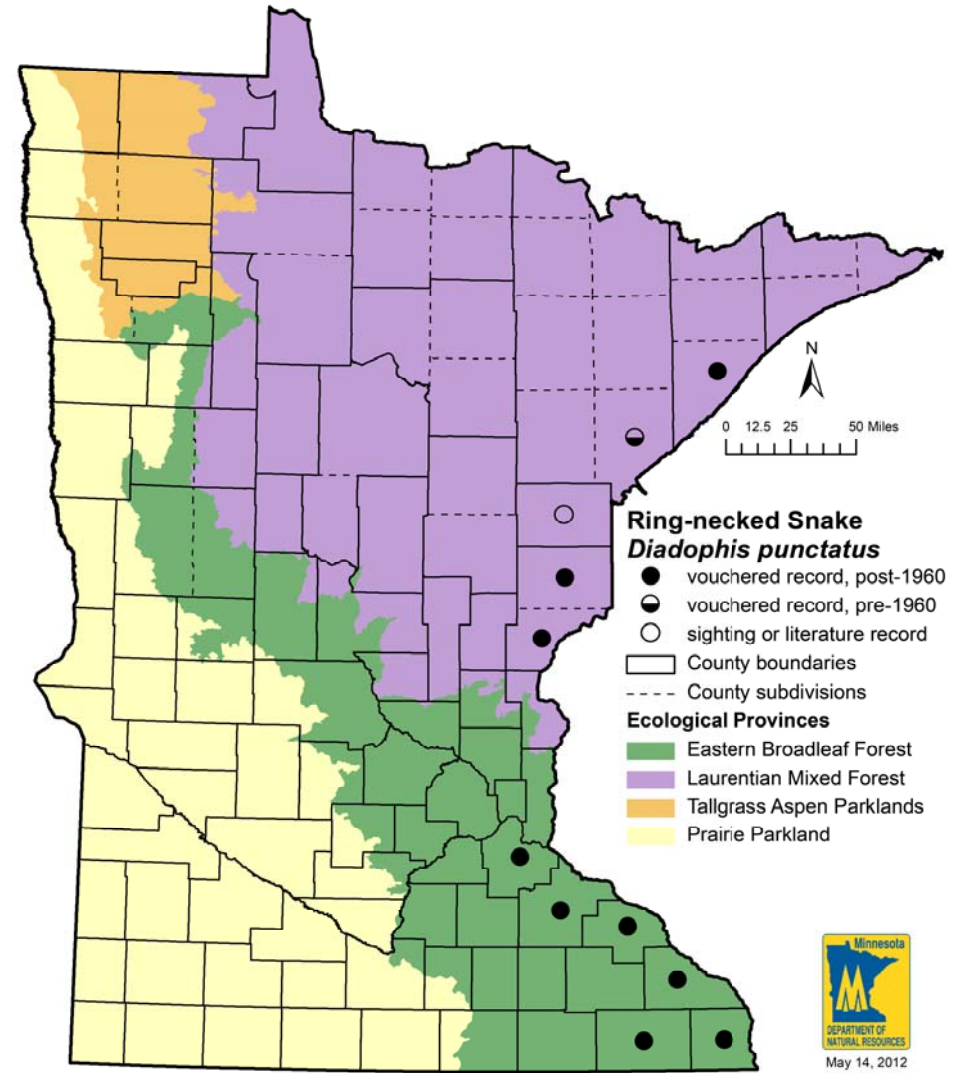 N
0 12.5 25 50 Miles
Ring-necked Snake
Diadophis punctatus
vouchered record, post-1960
vouchered record, pre-1960
sighting or literature record
County boundaries
County subdivisions
Ecological Provinces
Eastern Broadleaf Forest
Laurentian Mixed Forest
Tallgrass Aspen Parklands
Prairie Parkland
Minnesota
M
DEPARTMENT OF
NATURAL RESOURCES
May 14, 2012